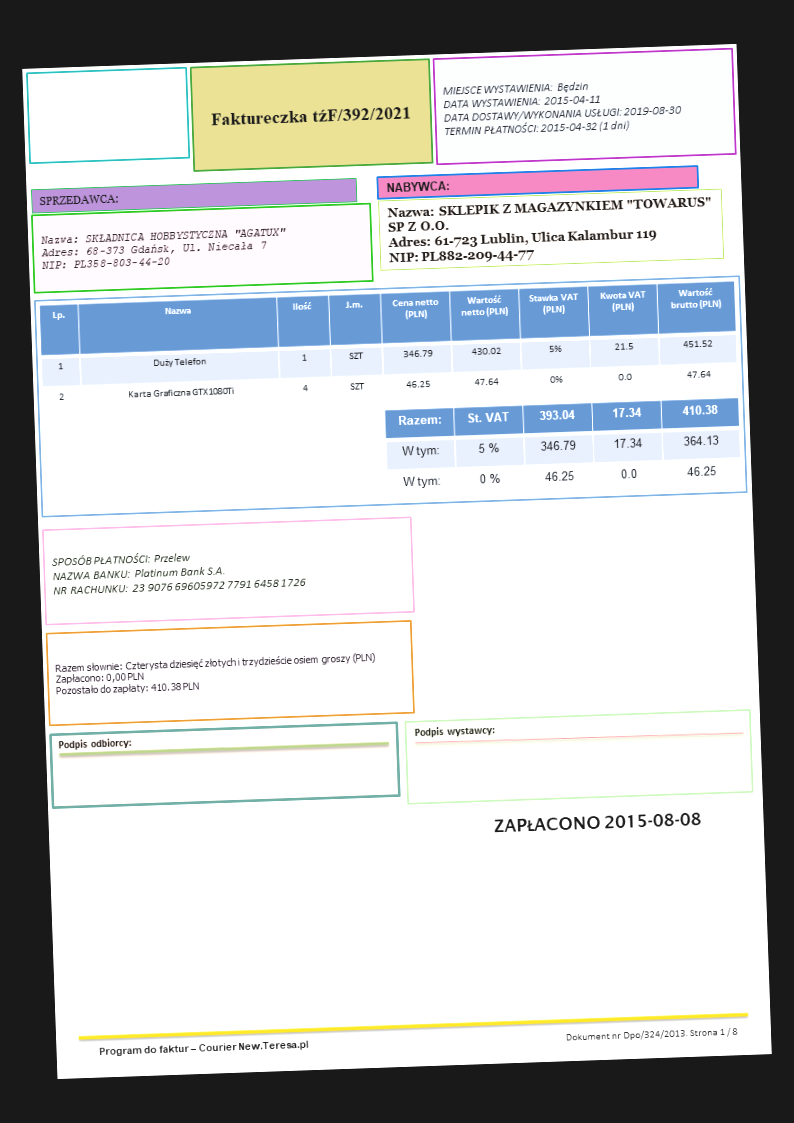 Faktureczka tźF/392/2021
MIEJSCE WYSTAWIENIA: Będzin
DATA WYSTAWIENIA: 2015-04-11
DATA DOSTAWY/WYKONANIA USŁUGI: 2019-08-30
TERMIN PŁATNOŚCI: 2015-04-32 (1 dni)
SPRZEDAWCA:
Nazwa: SKŁADNICA HOBBYSTYCZNA "AGATUX"
Adres: 68-373 Gdańsk, Ul. Niecała 7
NIP: PL358-803-44-20
NABYWCA:
Nazwa: SKLEPIK Z MAGAZYNKIEM "TOWARUS"
SP Z O.O.
Adres: 61-723 Lublin, Ulica Kalambur 119
NIP: PL882-209-44-77
Lp. Nazwa Ilość J.m. Cena netto (PLN) Wartość netto (PLN) Stawka VAT (PLN) Kwota VAT (PLN) Wartość brutto (PLN)
1 Duży Telefon 1 SZT 346.79 430.02 5% 21.5 451.52
2 Karta Graficzna GTX1080Ti 4 SZT 46.25 47.64 0% 0.0 47.64
Razem: St. VAT 393.04 17.34 410.38
W tym: 5 % 346.79 17.34 364.13
W tym: 0 % 46.25 0.0 46.25
SPOSÓB PŁATNOŚCI: Przelew
NAZWA BANKU: Platinum Bank S.A.
NR RACHUNKU: 23 9076 6960 5972 7791 6458 1726
Razem słownie: Czterysta dziesięć złotych i trzydzieście osiem groszy (PLN)
Zapłacono: 0,00 PLN
Pozostało do zapłaty: 410.38 PLN
Podpis odbiorcy:
Podpis wystawcy:
ZAPŁACONO 2015-08-08
Program do faktur – Courier New.Teresa.pl
Dokument nr Dpo/324/2013. Strona 1 / 8